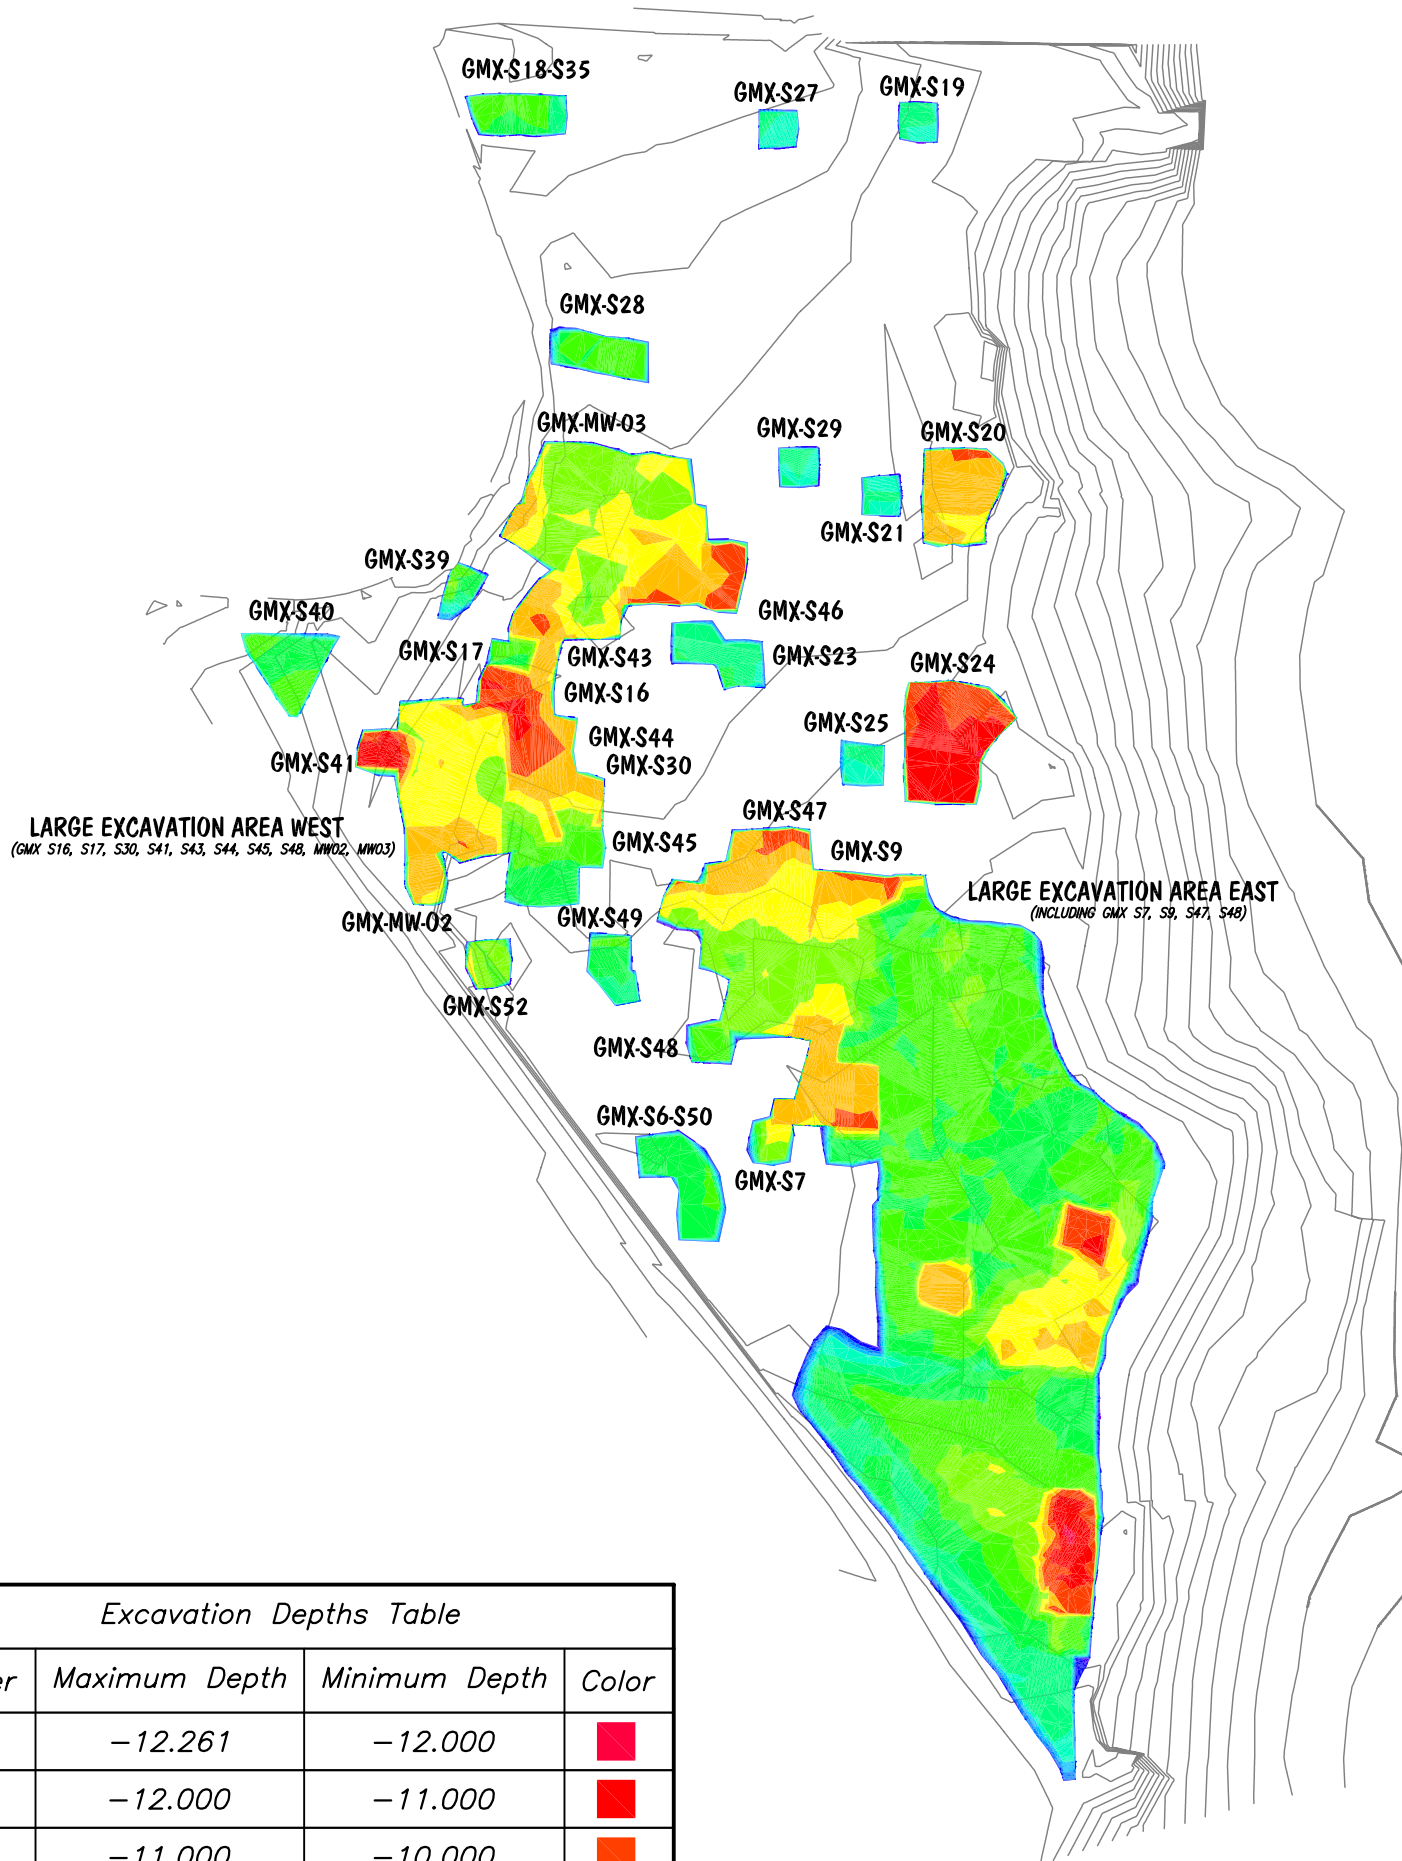 GMX-S18-S35
GMX-S27
GMX-S19
GMX-S28
GMX-MW-03
GMX-S29
GMX-S20
GMX-S21
GMX-S39
GMX-S40
GMX-S46
GMX-S17
GMX-S43
GMX-S23
GMX-S24
GMX-S16
GMX-S25
GMX-S44
GMX-S41
GMX-S30
GMX-S47
LARGE EXCAVATION AREA WEST
(GMX S16, S17, S30, S41, S43, S44, S45, S48, MW02, MW03)
GMX-S45
GMX-S9
LARGE EXCAVATION AREA EAST
(INCLUDING GMX S7, S9, S47, S48)
GMX-MW-02
GMX-S49
GMX-S52
GMX-S48
GMX-S6-S50
GMX-S7
Excavation Depths Table
er Maximum Depth Minimum Depth Color
-12.261 -12.000
-12.000 -11.000
-11.000 -10.000